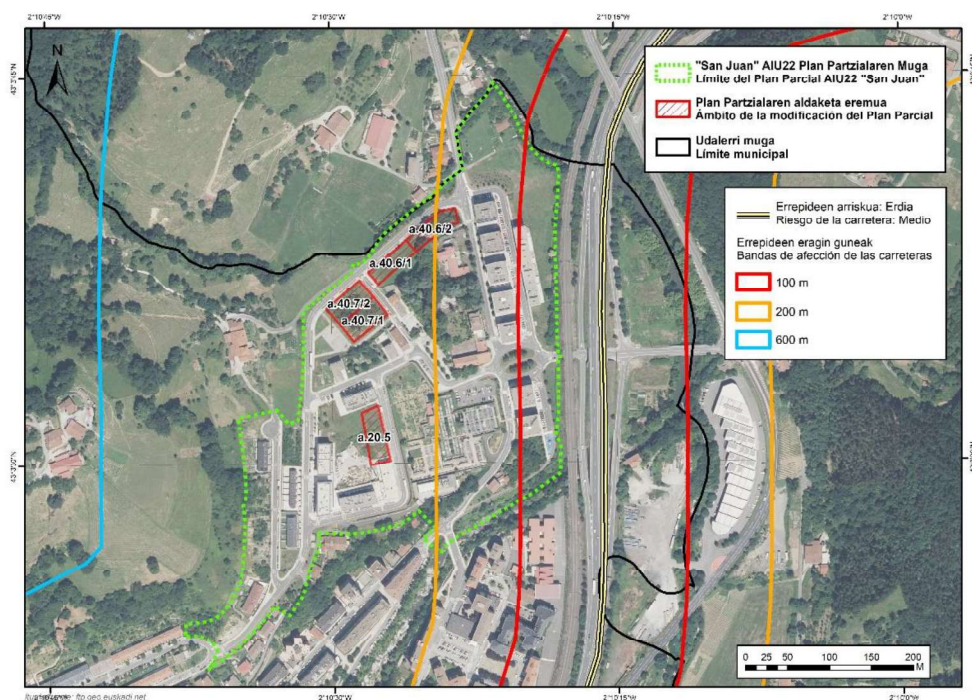 2°10'45"W 2°10'30"W 2°10'15"W 2°10'0"W
N
"San Juan" AIU22 Plan Partzialaren Muga
Límite del Plan Parcial AIU22 "San Juan"
Plan Partzialaren aldaketa eremua
Ámbito de la modificación del Plan Parcial
Udalerri muga
Límite municipal
Errepideen arriskua: Erdia
Riesgo de la carretera: Medio
Errepideen eragin guneak
Bandas de afección de las carreteras
100 m
200 m
600 m
a.40.6/2
a.40.6/1
a.40.7/2
a.40.7/1
a.20.5
0 25 50 100 150 200
M
2°10'30"W 2°10'15"W 2°10'0"W
ftp.geo.euskadi.net